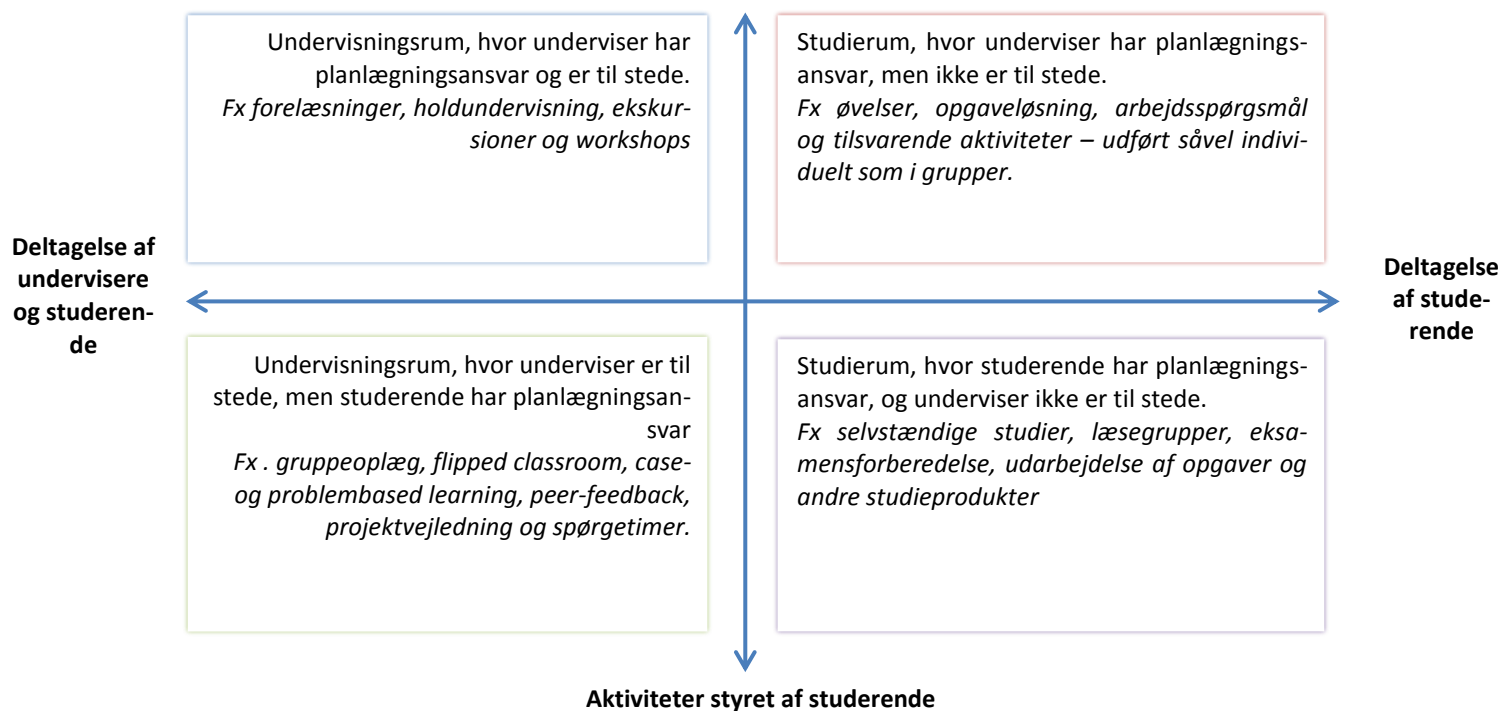 Undervisningsrum, hvor underviser har
planlægningsansvar og er til stede.
Fx forelæsninger, holdundervisning, ekskur-
sioner og workshops
Studierum, hvor underviser har planlægnings-
ansvar, men ikke er til stede.
Fx øvelser, opgaveløsning, arbejdsspørgsmål
og tilsvarende aktiviteter – udført såvel indivi-
duelt som i grupper.
Deltagelse af
undervisere
og studeren-
de
Deltagelse
af stude-
rende
Undervisningsrum, hvor underviser er til
stede, men studerende har planlægningsan-
svar
Fx . gruppeoplæg, flipped classroom, case-
og problembased learning, peer-feedback,
projektvejledning og spørgetimer.
Studierum, hvor studerende har planlægnings-
ansvar, og underviser ikke er til stede.
Fx selvstændige studier, læsegrupper, eksa-
mensforberedelse, udarbejdelse af opgaver og
andre studieprodukter
Aktiviteter styret af studerende